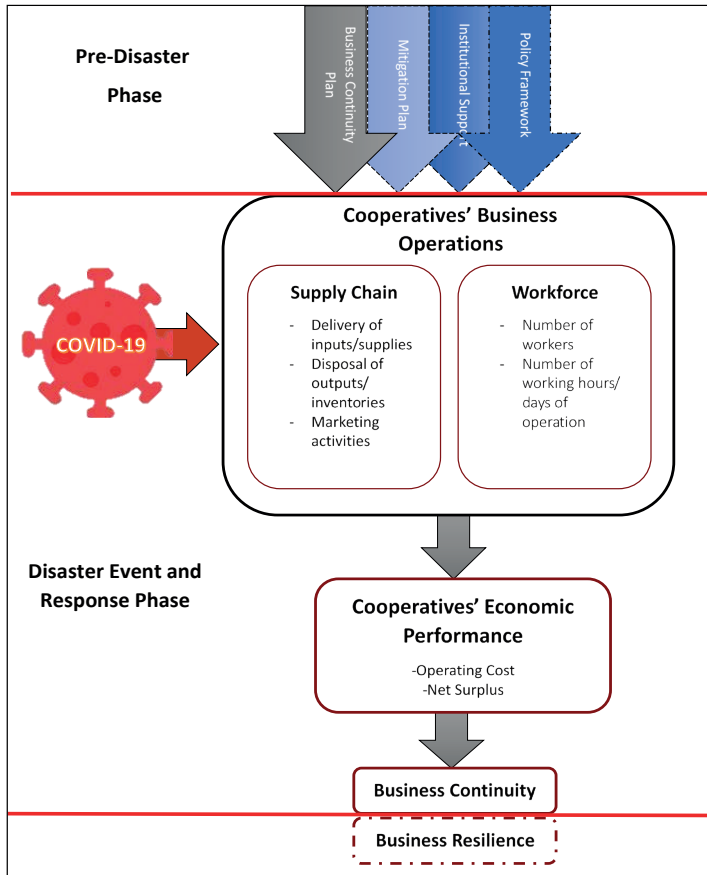 Pre-Disaster
Phase
Business Continuity
Plan
Mitigation Plan
Institutional Support
Policy Framework
Cooperatives' Business
Operations
Supply Chain
- Delivery of
inputs/supplies
- Disposal of
outputs/
inventories
- Marketing
activities
Workforce
- Number of
workers
- Number of
working hours/
days of
operation
COVID-19
Disaster Event and
Response Phase
Cooperatives' Economic
Performance
-Operating Cost
-Net Surplus
Business Continuity
Business Resilience